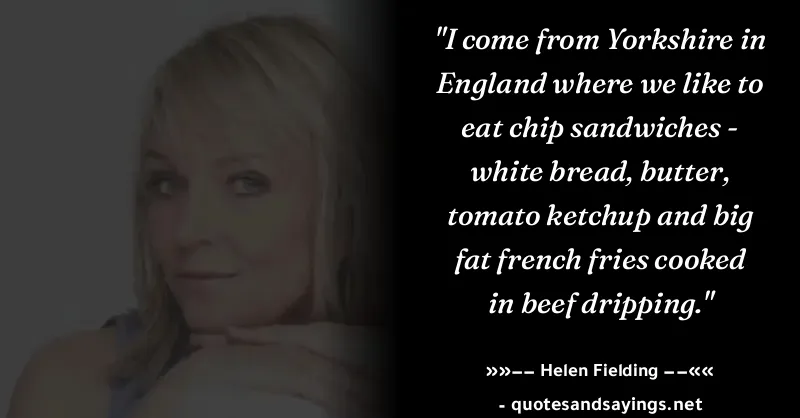 "I come from Yorkshire in
England where we like to
eat chip sandwiches -
white bread, butter,
tomato ketchup and big
fat french fries cooked
in beef dripping."
»»−− Helen Fielding −−««
- quotesandsayings.net